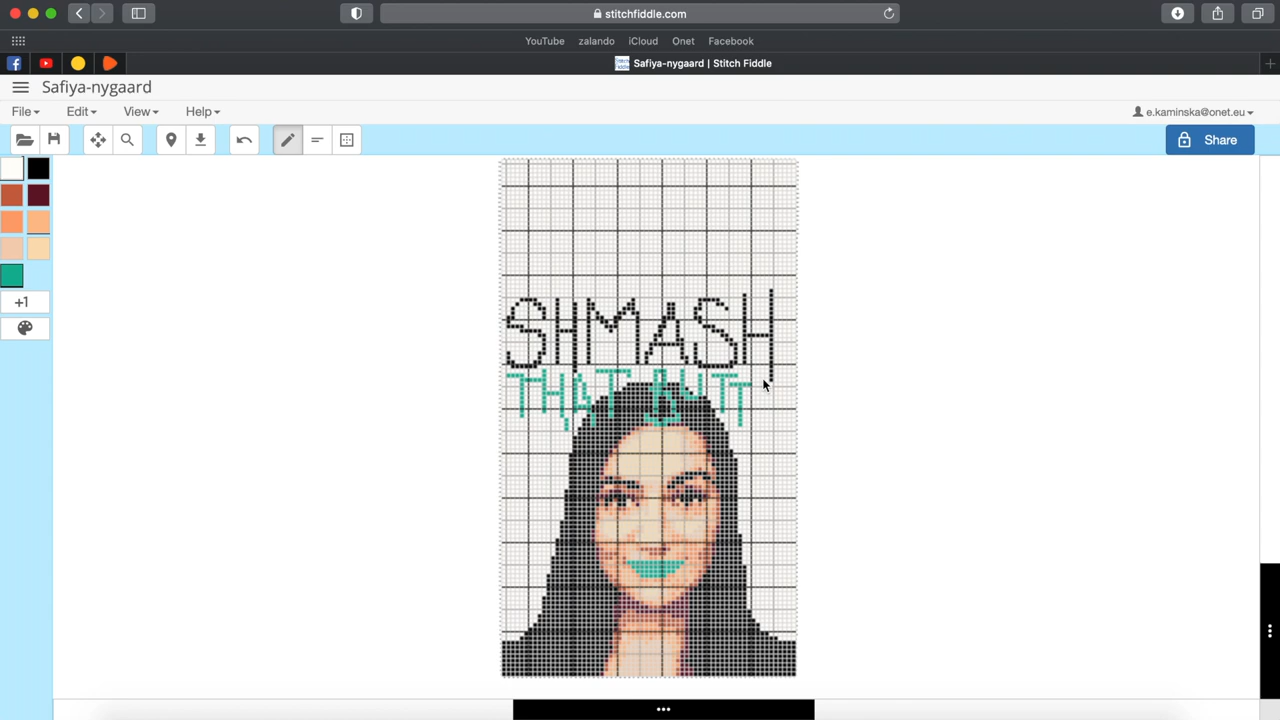 stitchfiddle.com
YouTube zalando iCloud Onet Facebook
Safiya-nygaard | Stitch Fiddle
Safiya-nygaard
File Edit View Help
e.kaminska@onet.eu
Share
+1
SHMASH
THAT BUTT